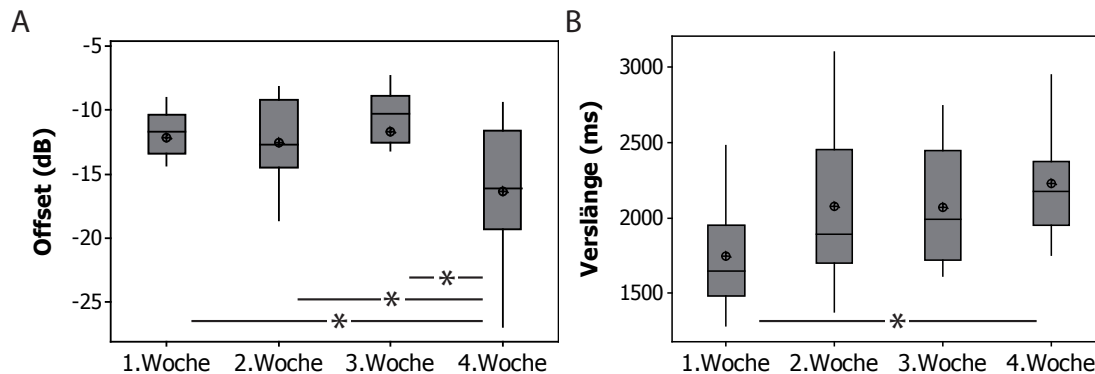 A
Offset (dB)
-5
-10
-15
-20
-25
1.Woche 2.Woche 3.Woche 4.Woche
B
Verslänge (ms)
3000
2500
2000
1500
1.Woche 2.Woche 3.Woche 4.Woche